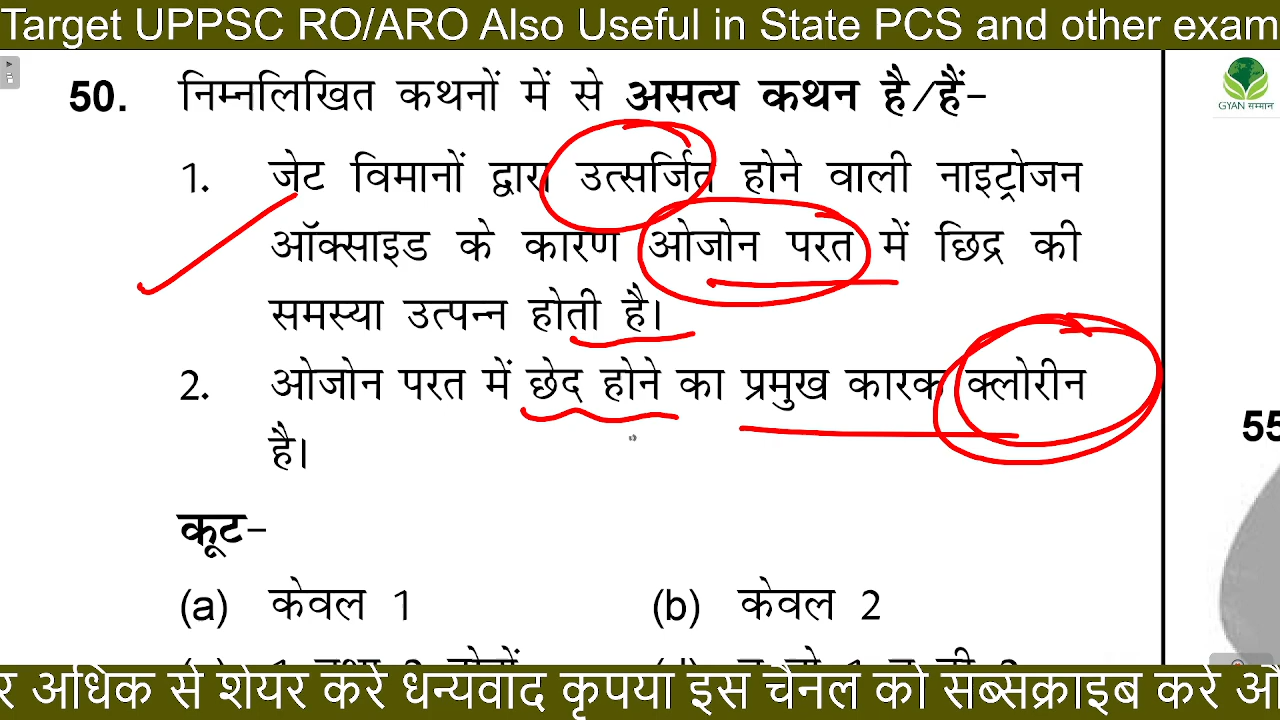 Target UPPSC RO/ARO Also Useful in State PCS and other exam
GYAN सम्मान
50. निम्नलिखित कथनों में से असत्य कथन है/हैं-
1. जेट विमानों द्वारा उत्सर्जित होने वाली नाइट्रोजन
ऑक्साइड के कारण ओजोन परत में छिद्र की
समस्या उत्पन्न होती है।
2. ओजोन परत में छेद होने का प्रमुख कारक क्लोरीन
है।
55
कूट-
(a) केवल 1 (b) केवल 2
अधिक से शेयर करे धन्यवाद कृपया इस चैनल को सब्सक्राइब करे